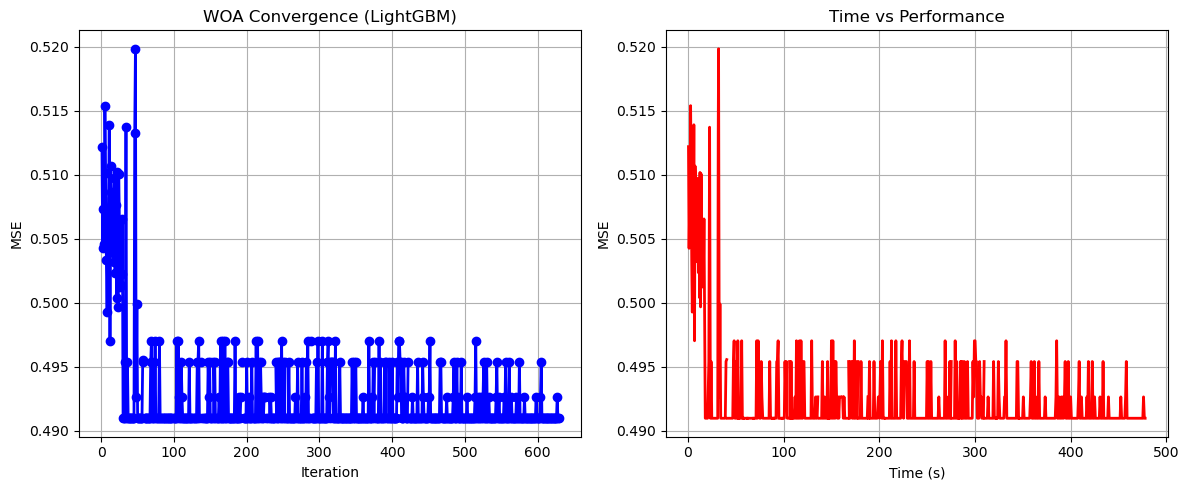 WOA Convergence (LightGBM)
0.520
0.515
0.510
0.505
0.500
0.495
0.490
MSE
0 100 200 300 400 500 600
Iteration
Time vs Performance
0.520
0.515
0.510
0.505
0.500
0.495
0.490
MSE
0 100 200 300 400 500
Time (s)